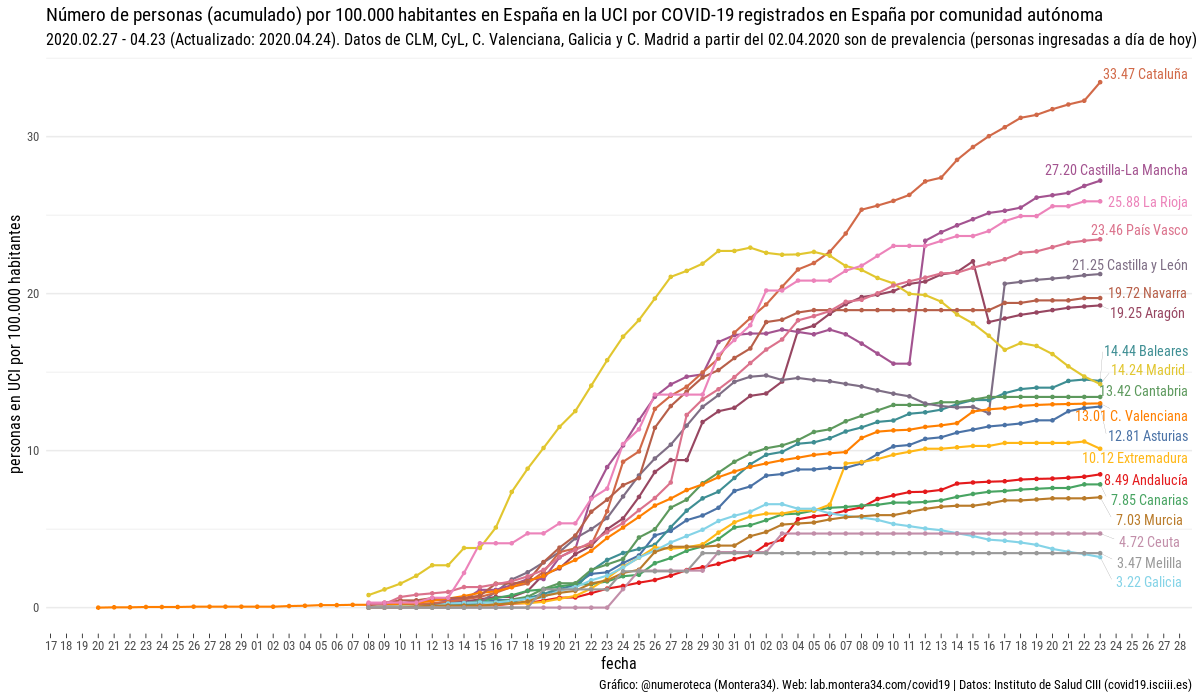 Número de personas (acumulado) por 100.000 habitantes en España en la UCI por COVID-19 registrados en España por comunidad autónoma
2020.02.27 - 04.23 (Actualizado: 2020.04.24). Datos de CLM, CyL, C. Valenciana, Galicia y C. Madrid a partir del 02.04.2020 son de prevalencia (personas ingresadas a día de hoy)
personas en UCI por 100.000 habitantes
30
20
10
0
33.47 Cataluña
27.20 Castilla-La Mancha
25.88 La Rioja
23.46 País Vasco
21.25 Castilla y León
19.72 Navarra
19.25 Aragón
14.44 Baleares
14.24 Madrid
13.42 Cantabria
13.01 C. Valenciana
12.81 Asturias
10.12 Extremadura
8.49 Andalucía
7.85 Canarias
7.03 Murcia
4.72 Ceuta
3.47 Melilla
3.22 Galicia
17 18 19 20 21 22 23 24 25 26 27 28 29 01 02 03 04 05 06 07 08 09 10 11 12 13 14 15 16 17 18 19 20 21 22 23 24 25 26 27 28 29 30 31 01 02 03 04 05 06 07 08 09 10 11 12 13 14 15 16 17 18 19 20 21 22 23 24 25 26 27 28
fecha
Gráfico: @numeroteca (Montera34). Web: lab.montera34.com/covid19 | Datos: Instituto de Salud CIII (covid19.isciii.es)